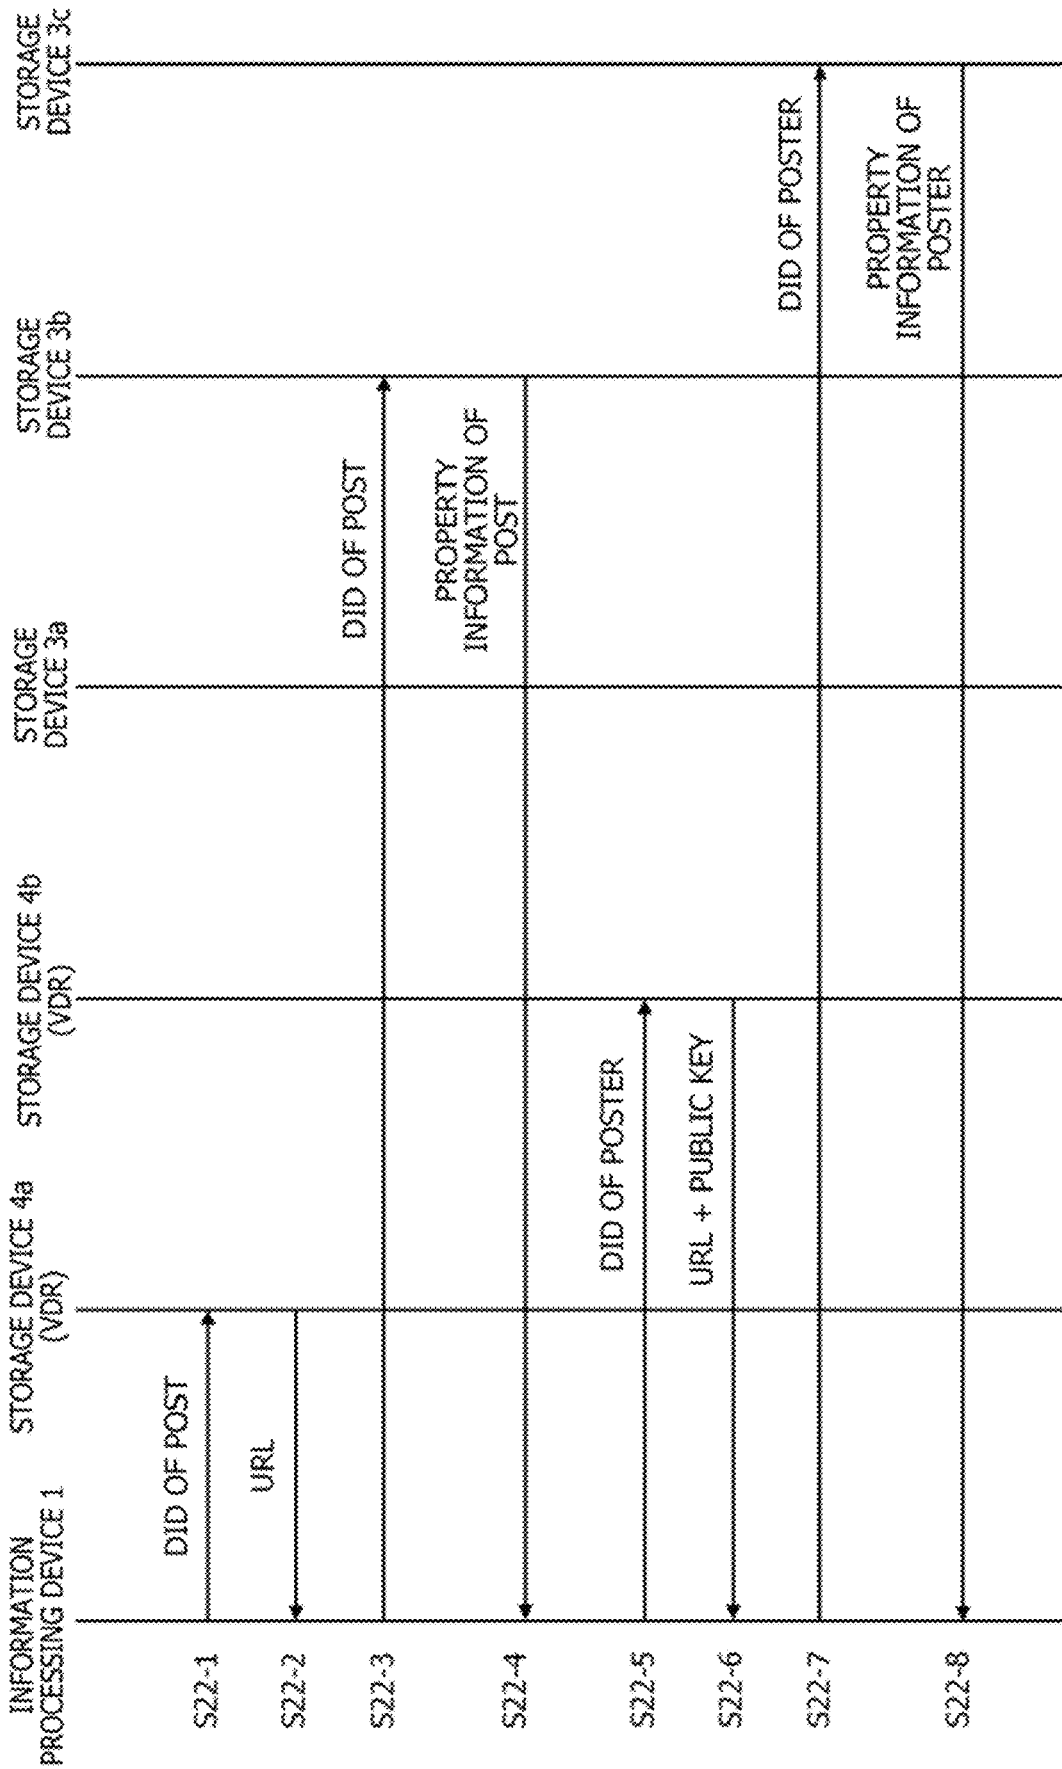 INFORMATION
PROCESSING DEVICE 1
STORAGE DEVICE 4a
(VDR)
STORAGE DEVICE 4b
(VDR)
STORAGE
DEVICE 3a
STORAGE
DEVICE 3b
STORAGE
DEVICE 3c
S22-1
DID OF POST
S22-2
URL
S22-3
DID OF POST
S22-4
PROPERTY
INFORMATION OF
POST
S22-5
DID OF POSTER
S22-6
URL + PUBLIC KEY
S22-7
DID OF POSTER
S22-8
PROPERTY
INFORMATION OF
POSTER